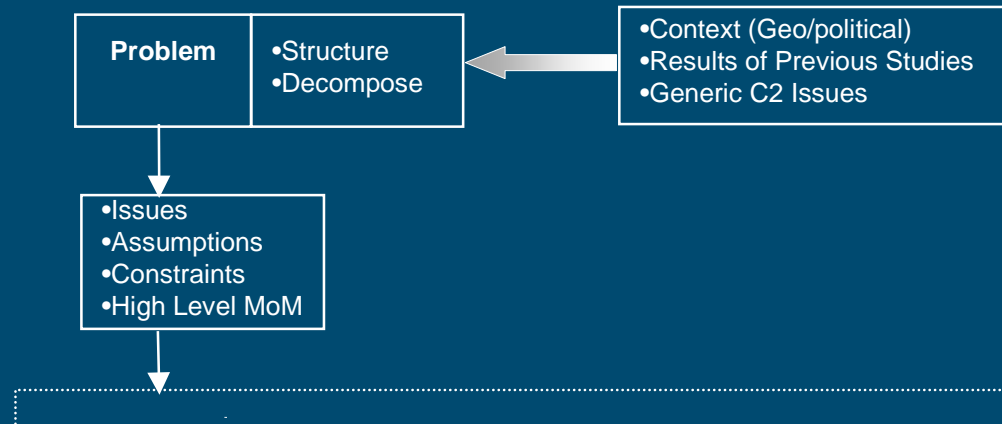 Problem
•Structure
•Decompose
•Context (Geo/political)
•Results of Previous Studies
•Generic C2 Issues
•Issues
•Assumptions
•Constraints
•High Level MoM